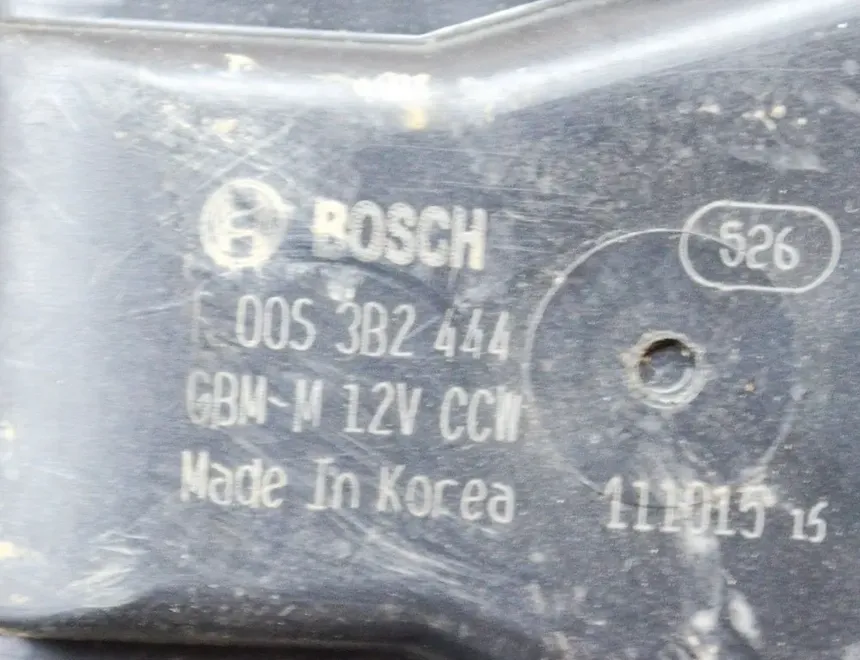 BOSCH
526
F 005 3B2 444
GBM-M 12V CCW
Made In Korea
111015 15